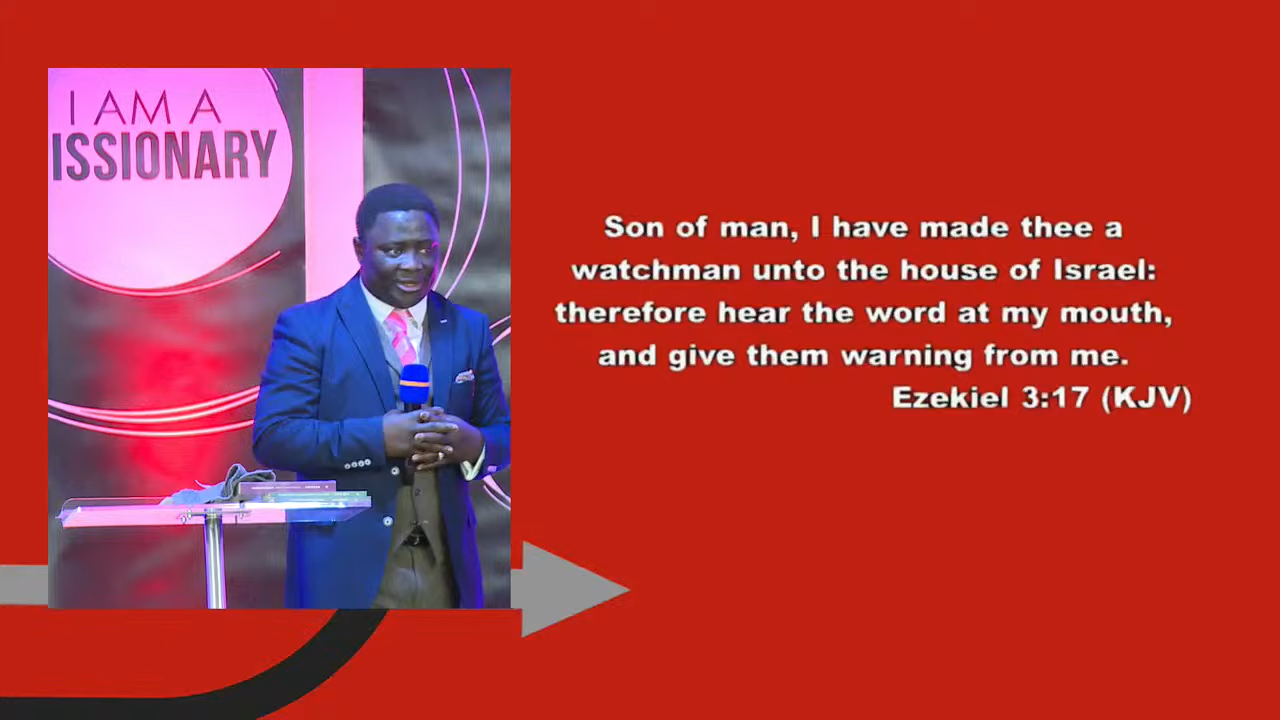 I AM A
ISSIONARY
Son of man, I have made thee a
watchman unto the house of Israel:
therefore hear the word at my mouth,
and give them warning from me.
Ezekiel 3:17 (KJV)